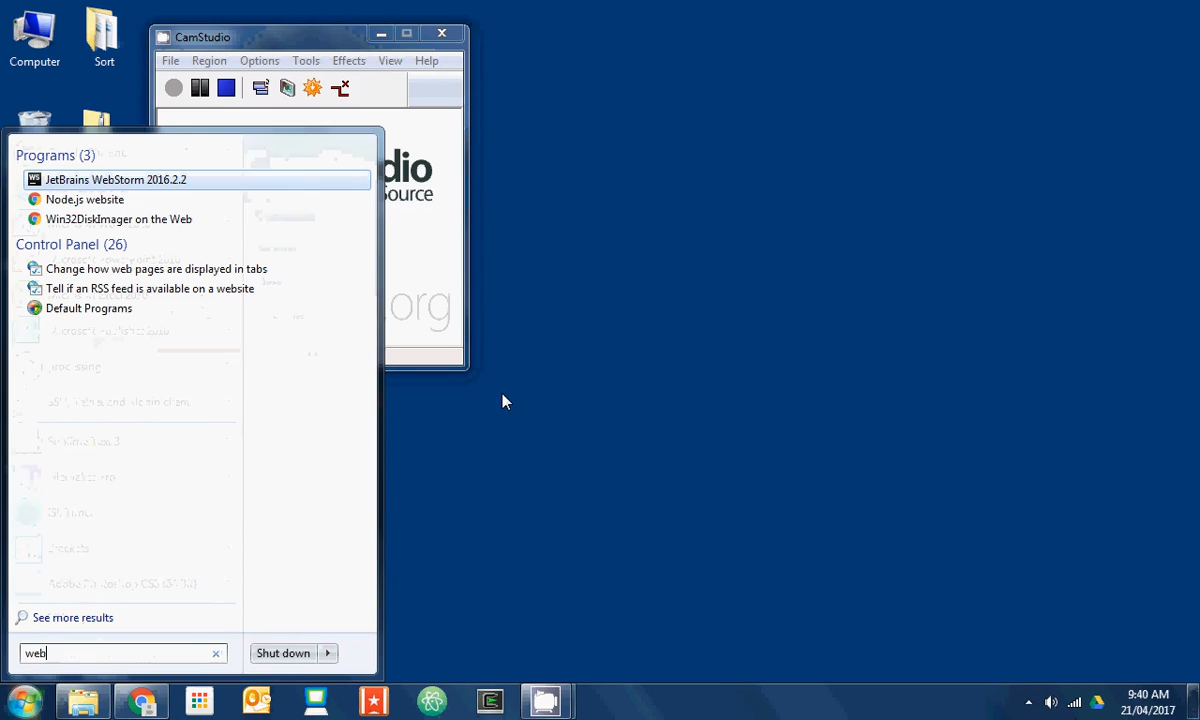 Computer
Sort
CamStudio
File Region Options Tools Effects View Help
dio
Source
.org
Programs (3)
JetBrains WebStorm 2016.2.2
Node.js website
Win32DiskImager on the Web
Control Panel (26)
Change how web pages are displayed in tabs
Tell if an RSS feed is available on a website
Default Programs
See more results
web
Shut down
9:40 AM
21/04/2017